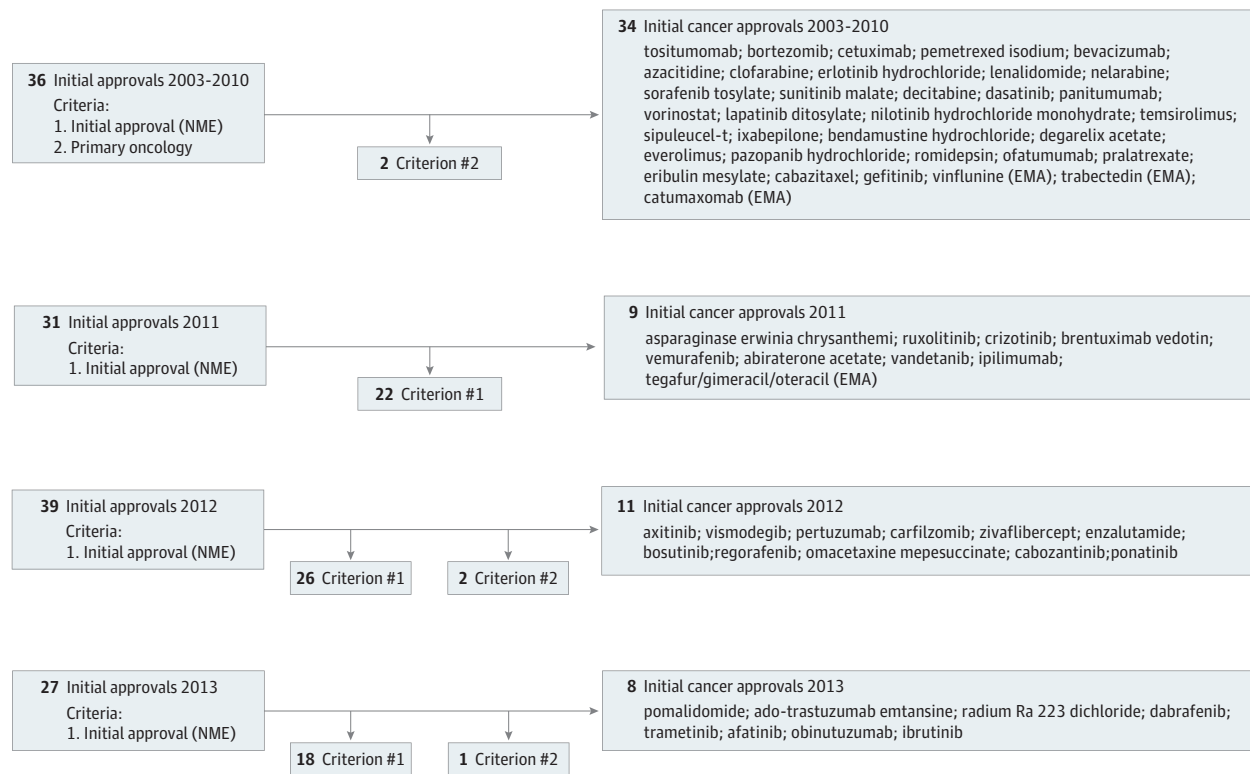 36 Initial approvals 2003-2010
Criteria:
1. Initial approval (NME)
2. Primary oncology
2 Criterion #2
34 Initial cancer approvals 2003-2010
tositumomab; bortezomib; cetuximab; pemetrexed isodium; bevacizumab;
azacitidine; clofarabine; erlotinib hydrochloride; lenalidomide; nelarabine;
sorafenib tosylate; sunitinib malate; decitabine; dasatinib; panitumumab;
vorinostat; lapatinib ditosylate; nilotinib hydrochloride monohydrate; temsirolimus;
sipuleucel-t; ixabepilone; bendamustine hydrochloride; degarelix acetate;
everolimus; pazopanib hydrochloride; romidepsin; ofatumumab; pralatrexate;
eribulin mesylate; cabazitaxel; gefitinib; vinflunine (EMA); trabectedin (EMA);
catumaxomab (EMA)
31 Initial approvals 2011
Criteria:
1. Initial approval (NME)
22 Criterion #1
9 Initial cancer approvals 2011
asparaginase erwinia chrysanthemi; ruxolitinib; crizotinib; brentuximab vedotin;
vemurafenib; abiraterone acetate; vandetanib; ipilimumab;
tegafur/gimeracil/oteracil (EMA)
39 Initial approvals 2012
Criteria:
1. Initial approval (NME)
26 Criterion #1
2 Criterion #2
11 Initial cancer approvals 2012
axitinib; vismodegib; pertuzumab; carfilzomib; zivaflibercept; enzalutamide;
bosutinib;regorafenib; omacetaxine mepesuccinate; cabozantinib;ponatinib
27 Initial approvals 2013
Criteria:
1. Initial approval (NME)
18 Criterion #1
1 Criterion #2
8 Initial cancer approvals 2013
pomalidomide; ado-trastuzumab emtansine; radium Ra 223 dichloride; dabrafenib;
trametinib; afatinib; obinutuzumab; ibrutinib